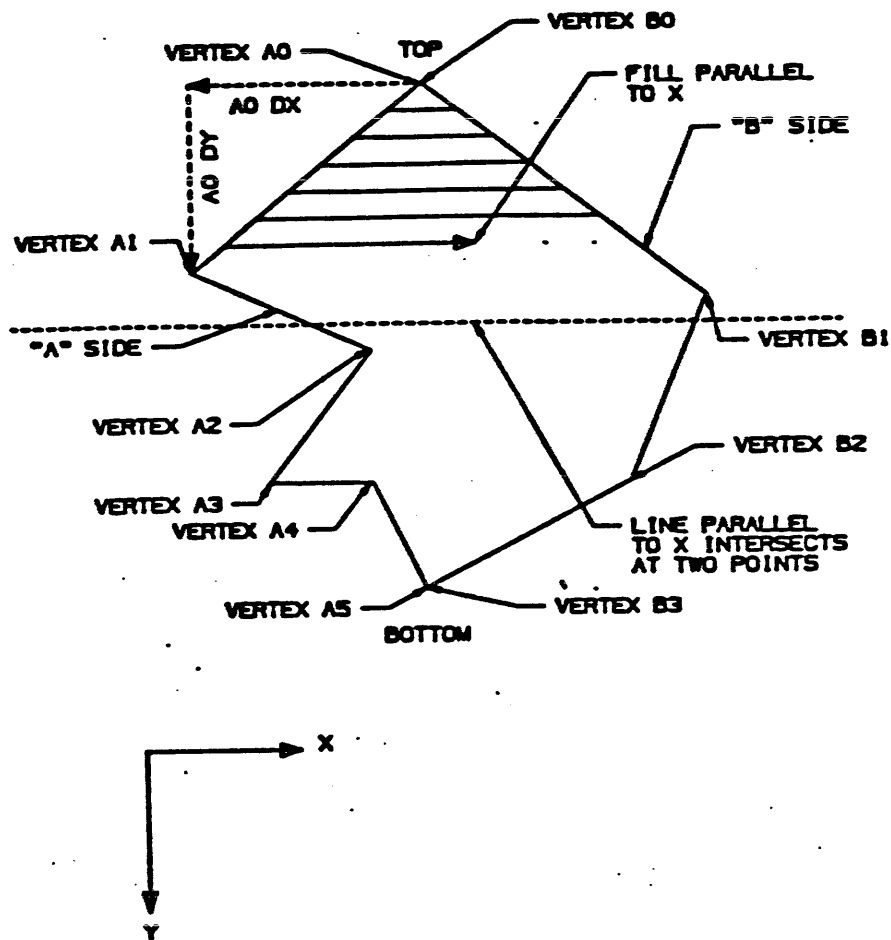 VERTEX B0
VERTEX A0
TOP
FILL PARALLEL
TO X
A0 DX
"B" SIDE
A0 DY
VERTEX A1
VERTEX B1
"A" SIDE
VERTEX A2
VERTEX B2
VERTEX A3
VERTEX A4
LINE PARALLEL
TO X INTERSECTS
AT TWO POINTS
VERTEX A5
VERTEX B3
BOTTOM
X
Y